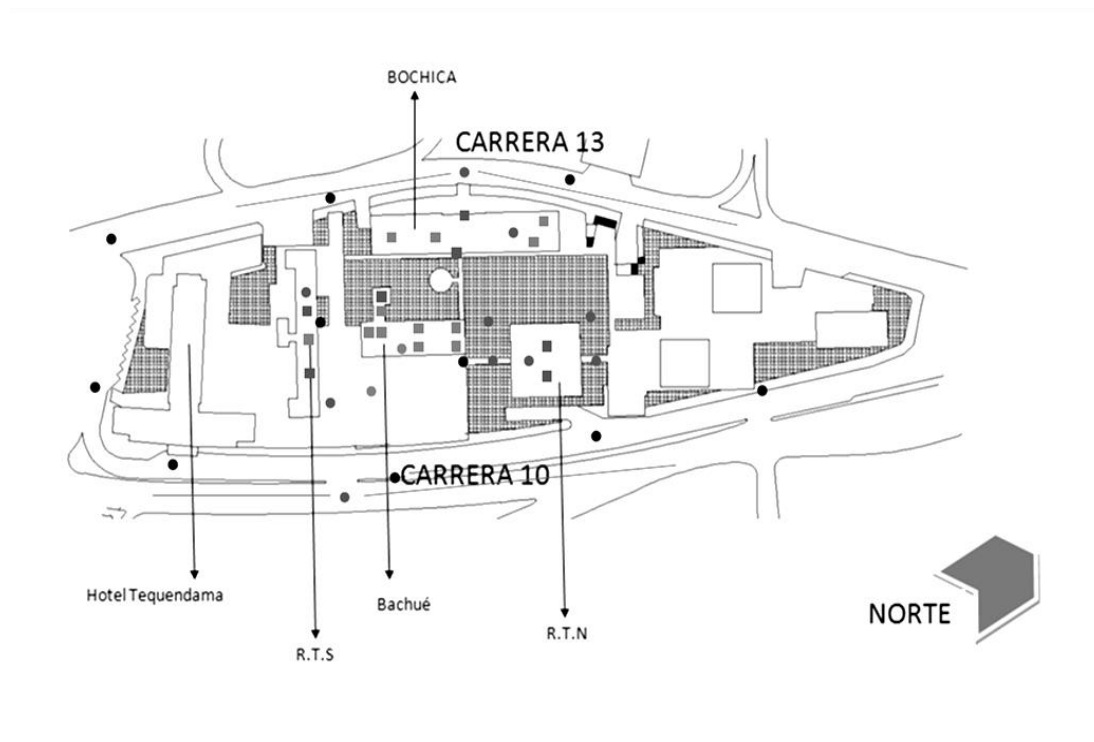 BOCHICA
CARRERA 13
CARRERA 10
Hotel Tequendama
Bachué
R.T.N
R.T.S
NORTE